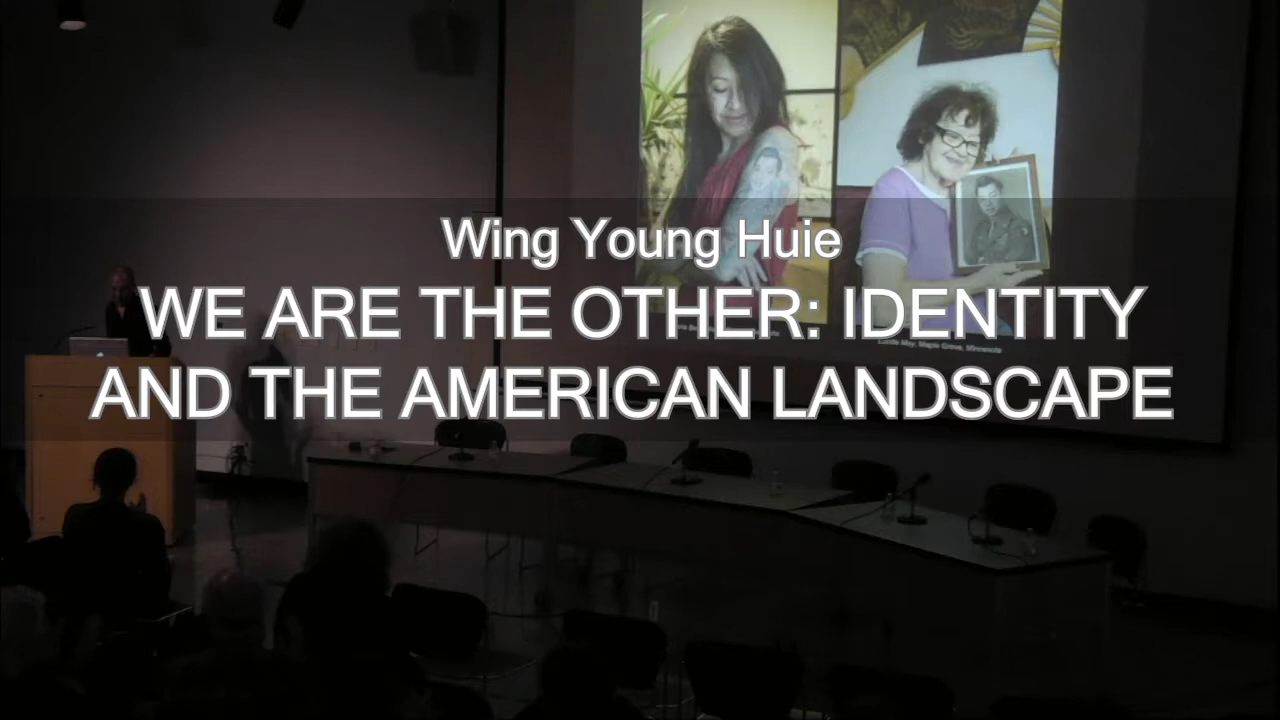 Wing Young Huie
WE ARE THE OTHER: IDENTITY
AND THE AMERICAN LANDSCAPE
Lucille May, Maple Grove, Minnesota